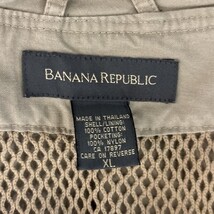 BANANA REPUBLIC
MADE IN THAILAND
SHELL/LINING:
100% COTTON
POCKETING:
100% NYLON
CA 17897
CARE ON REVERSE
XL